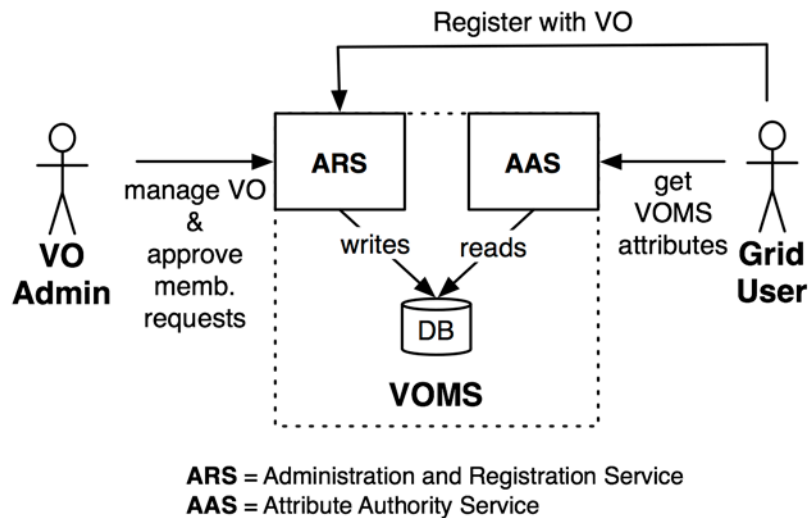 Register with VO
ARS
AAS
manage VO
&
approve
memb.
requests
get
VOMS
attributes
VO
Admin
Grid
User
writes
reads
DB
VOMS
ARS = Administration and Registration Service
AAS = Attribute Authority Service